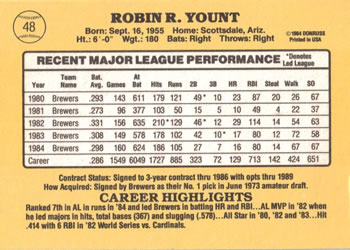 48
ROBIN R. YOUNT
Born: Sept. 16, 1955 Home: Scottsdale, Ariz.
Ht.: 6'-0" Wgt.: 180 Bats: Right Throws: Right
© 1984 DONRUSS
Printed in USA
RECENT MAJOR LEAGUE PERFORMANCE *Denotes Led League
Year Team Name Bat. Avg. Games At Bat Hits Runs 2B 3B HR RBI Steal Walk SO
1980 Brewers .293 143 611 179 121 49* 10 23 87 20 26 67
1981 Brewers .273 96 377 103 50 15 5 10 49 4 22 37
1982 Brewers .331 156 635 210* 129 46* 12 29 114 14 54 63
1983 Brewers .308 149 578 178 102 42 10 17 80 12 72 58
1984 Brewers .298 160 624 186 105 27 7 16 80 14 67 67
Career .286 1549 6049 1727 885 314 67 144 725 132 424 651
Contract Status: Signed to 3-year contract thru 1986 with opts thru 1989
How Acquired: Signed by Brewers as their No. 1 pick in June 1973 amateur draft.
CAREER HIGHLIGHTS
Ranked 7th in AL in runs in '84 and led Brewers in batting HR and RBI...AL MVP in '82 when
he led majors in hits, total bases (367) and slugging (.578)... All Star in '80, '82 & '83... Hit
.414 with 6 RBI in '82 World Series vs. Cardinals.